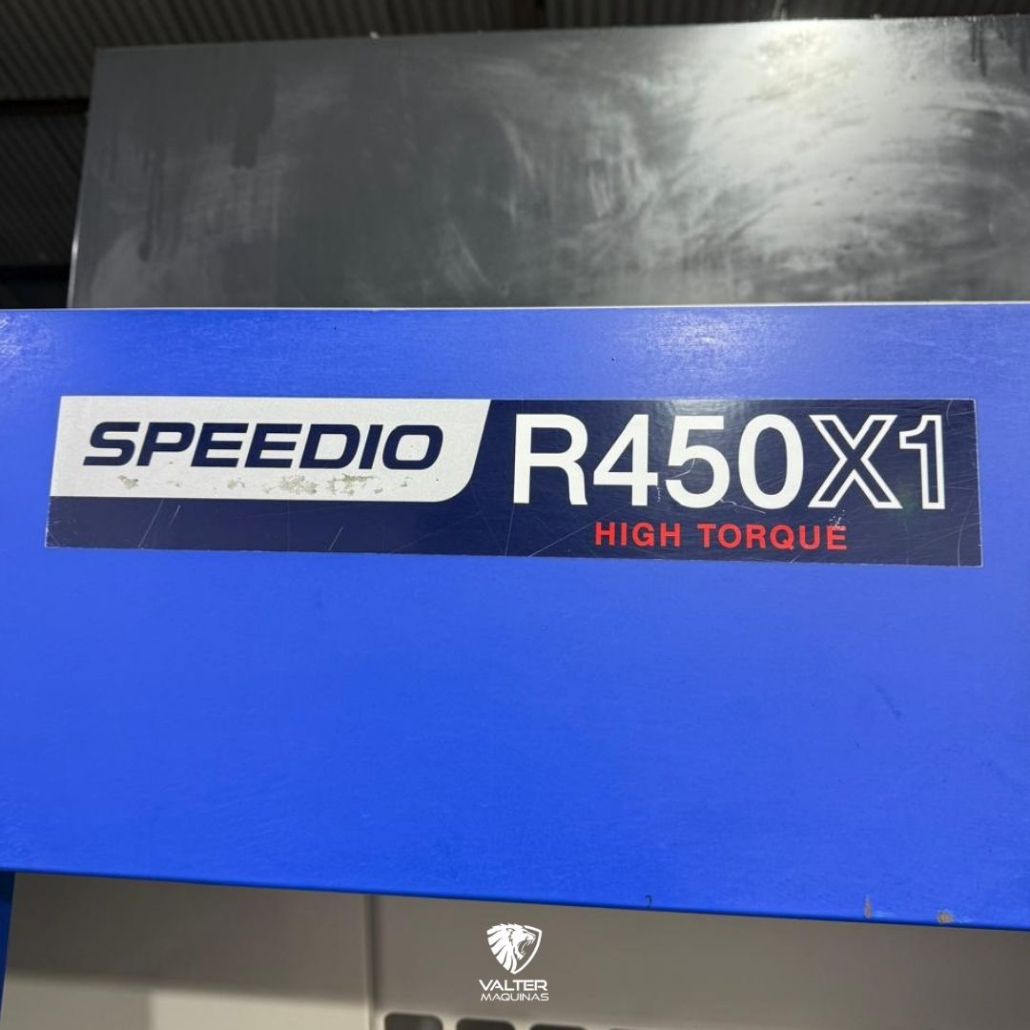 SPEEDIO R450X1
HIGH TORQUE
VALTER
MAQUINAS